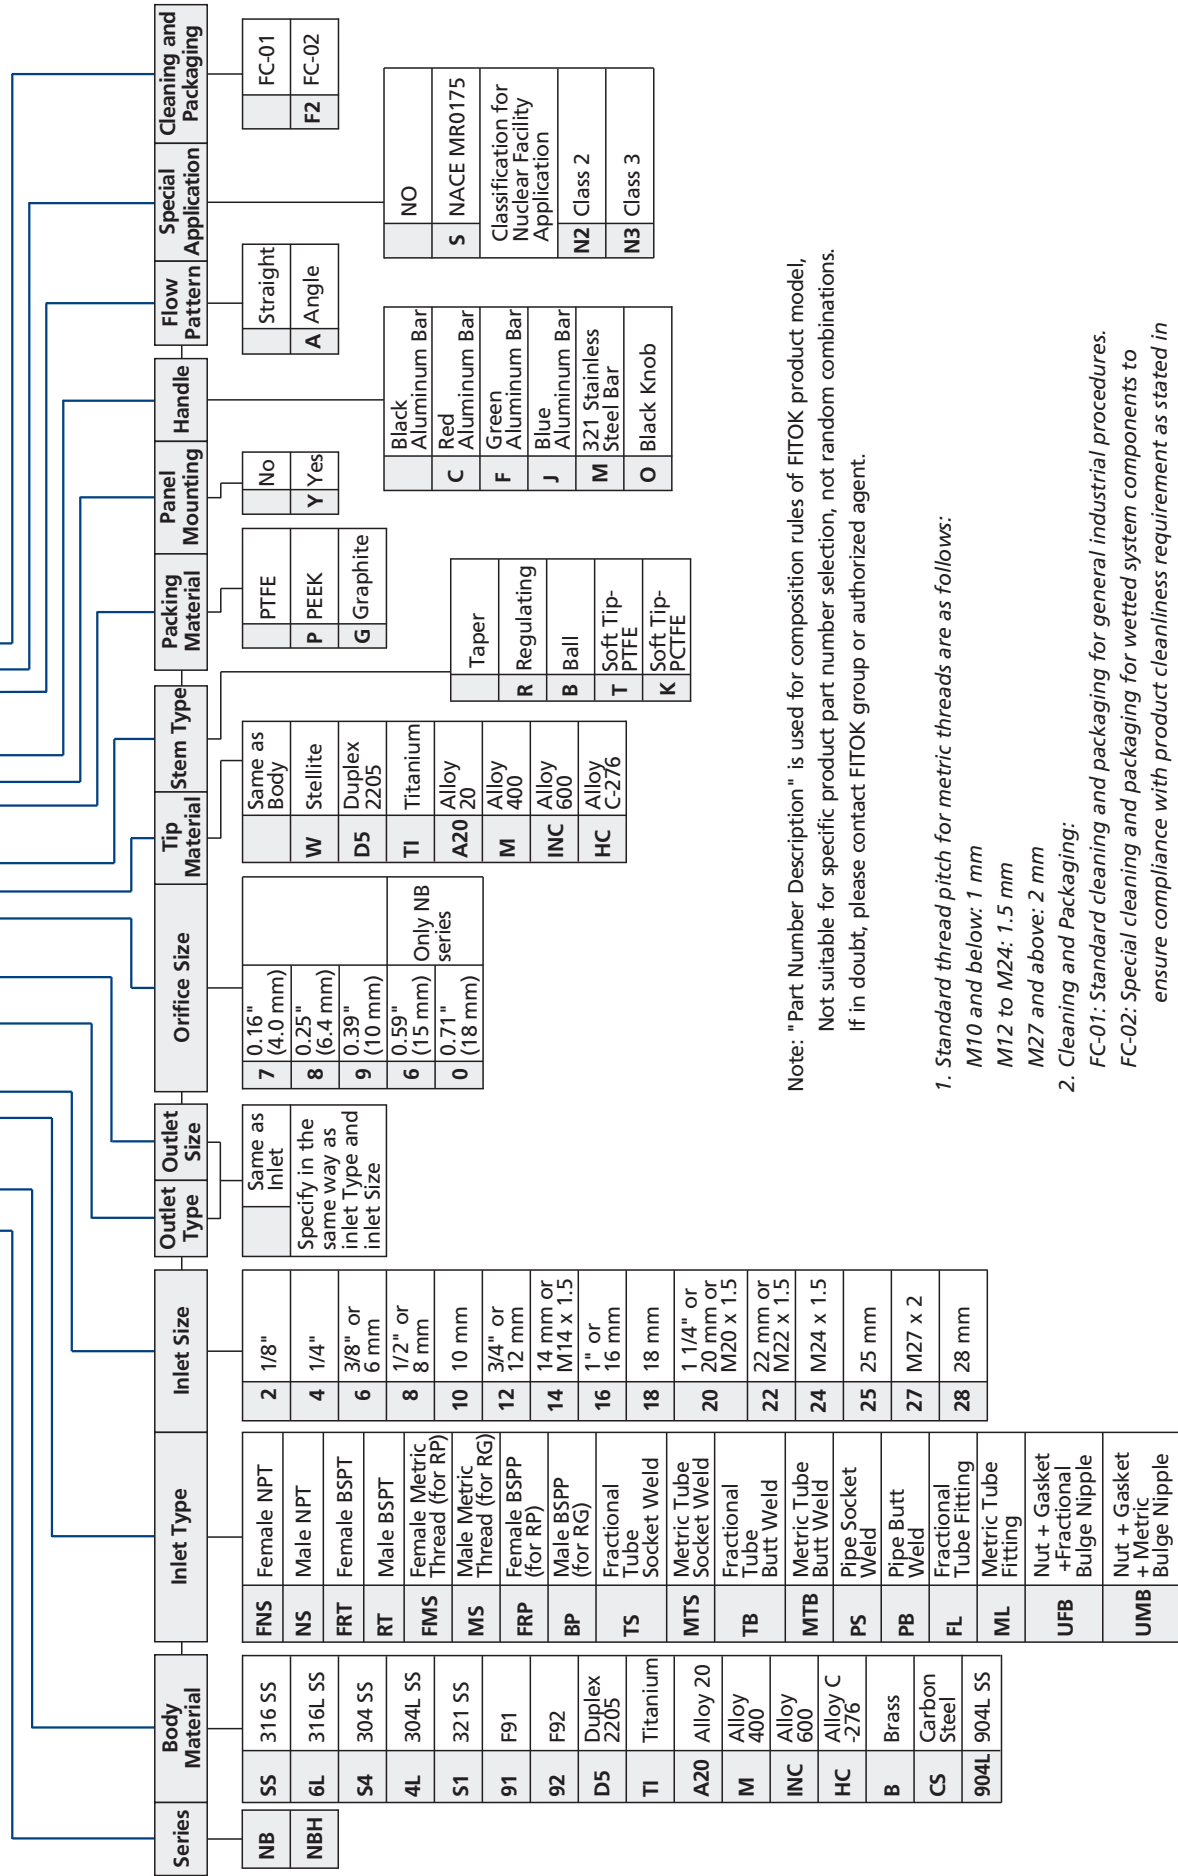 Series
NB
NBH
Body
Material
SS 316 SS
6L 316L SS
S4 304 SS
4L 304L SS
S1 321 SS
91 F91
92 F92
D5 Duplex
2205
TI Titanium
A20 Alloy 20
M Alloy
400
INC Alloy
600
HC Alloy C
-276
B Brass
CS Carbon
Steel
904L 904L SS
Inlet Type
FNS Female NPT
NS Male NPT
FRT Female BSPT
RT Male BSPT
FMS Female Metric
Thread (for RP)
MS Male Metric
Thread (for RG)
FRP Female BSPP
(for RP)
BP Male BSPP
(for RG)
TS Fractional
Tube
Socket Weld
MTS Metric Tube
Socket Weld
TB Fractional
Tube
Butt Weld
MTB Metric Tube
Butt Weld
PS Pipe Socket
Weld
PB Pipe Butt
Weld
FL Fractional
Tube Fitting
ML Metric Tube
Fitting
UFB Nut + Gasket
+Fractional
Bulge Nipple
UMB Nut + Gasket
+ Metric
Bulge Nipple
Inlet Size
2 1/8"
4 1/4"
6 3/8" or
6 mm
8 1/2" or
8 mm
10 10 mm
12 3/4" or
12 mm
14 14 mm or
M14 x 1.5
16 1" or
16 mm
18 18 mm
20 1 1/4" or
20 mm or
M20 x 1.5
22 22 mm or
M22 x 1.5
24 M24 x 1.5
25 25 mm
27 M27 x 2
28 28 mm
Outlet
Type
Outlet
Size
Same as
Inlet
Specify in the
same way as
inlet Type and
inlet Size
Orifice Size
7 0.16"
(4.0 mm)
8 0.25"
(6.4 mm)
9 0.39"
(10 mm)
6 0.59"
(15 mm)
0 0.71"
(18 mm)
Only NB
series
Tip
Material
Same as
Body
W Stellite
D5 Duplex
2205
TI Titanium
A20 Alloy
20
M Alloy
400
INC Alloy
600
HC Alloy
C-276
Stem Type
Taper
R Regulating
B Ball
T Soft Tip-
PTFE
K Soft Tip-
PCTFE
Packing
Material
PTFE
P PEEK
G Graphite
Panel
Mounting
No
Y Yes
Handle
Black
Aluminum Bar
C Red
Aluminum Bar
F Green
Aluminum Bar
J Blue
Aluminum Bar
M 321 Stainless
Steel Bar
O Black Knob
Flow
Pattern
Straight
A Angle
Special
Application
NO
S NACE MR0175
Classification for
Nuclear Facility
Application
N2 Class 2
N3 Class 3
Cleaning and
Packaging
FC-01
F2 FC-02
Note: "Part Number Description" is used for composition rules of FITOK product model,
Not suitable for specific product part number selection, not random combinations.
If in doubt, please contact FITOK group or authorized agent.
1. Standard thread pitch for metric threads are as follows:
M10 and below: 1 mm
M12 to M24: 1.5 mm
M27 and above: 2 mm
2. Cleaning and Packaging:
FC-01: Standard cleaning and packaging for general industrial procedures.
FC-02: Special cleaning and packaging for wetted system components to
ensure compliance with product cleanliness requirement as stated in